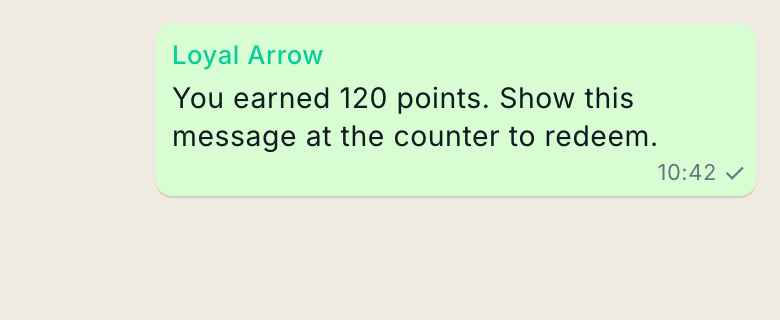 Loyal Arrow
You earned 120 points. Show this
message at the counter to redeem.
10:42